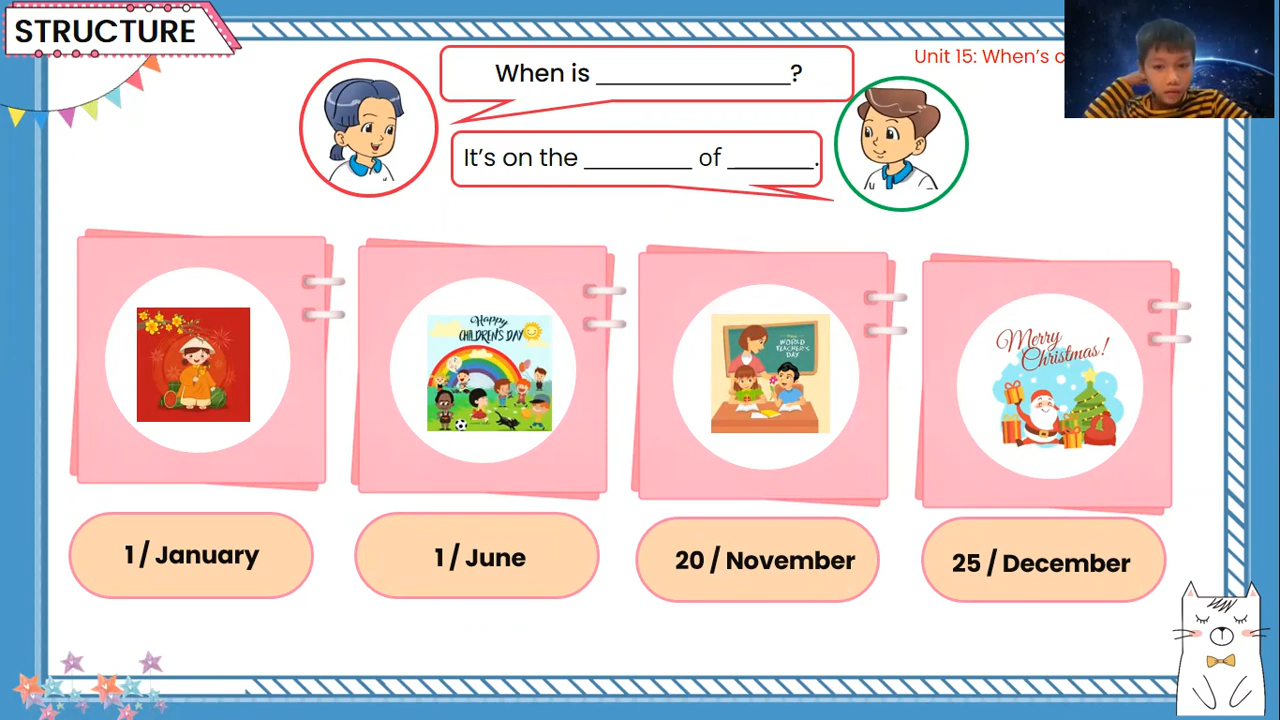 STRUCTURE
Unit 15: When's c
When is ______________?
It's on the ________ of ______.
Happy
CHILDREN'S DAY
WORLD
TEACHER'S
DAY
Merry
Christmas!
1 / January
1 / June
20 / November
25 / December